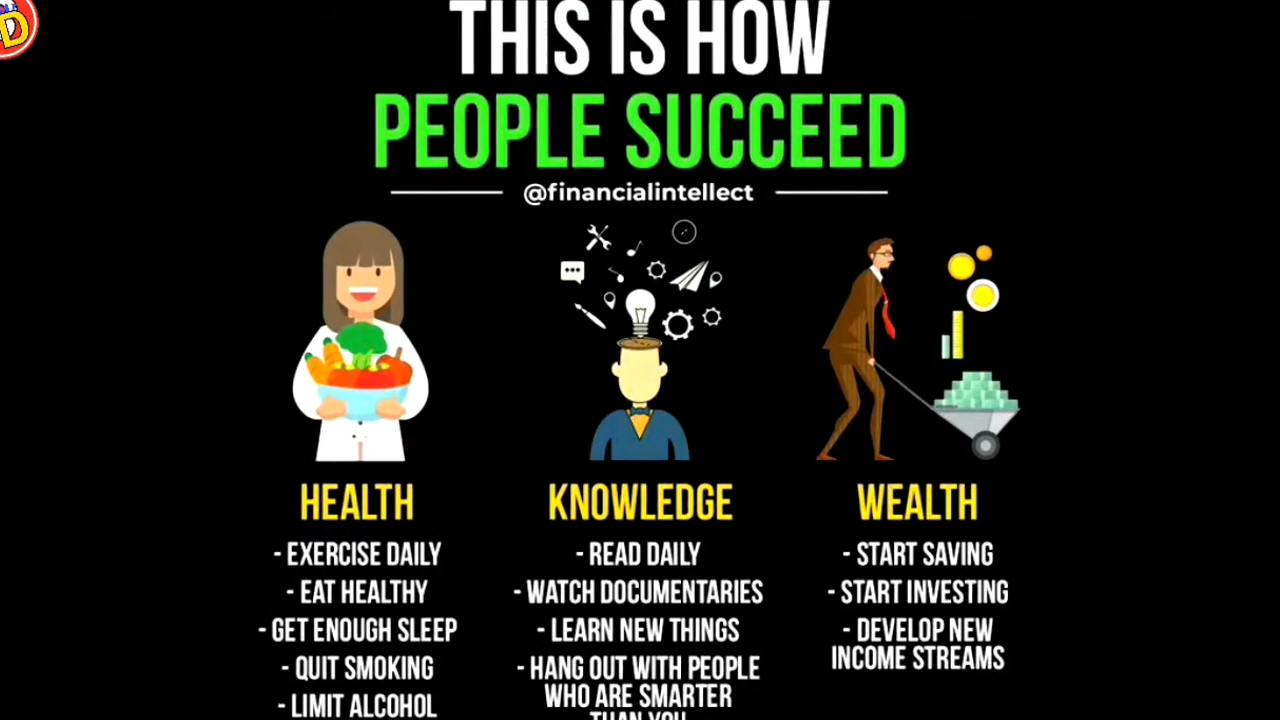 THIS IS HOW
PEOPLE SUCCEED
@financialintellect
HEALTH
- EXERCISE DAILY
- EAT HEALTHY
- GET ENOUGH SLEEP
- QUIT SMOKING
- LIMIT ALCOHOL
KNOWLEDGE
- READ DAILY
- WATCH DOCUMENTARIES
- LEARN NEW THINGS
- HANG OUT WITH PEOPLE
WHO ARE SMARTER
THAN YOU
WEALTH
- START SAVING
- START INVESTING
- DEVELOP NEW
INCOME STREAMS